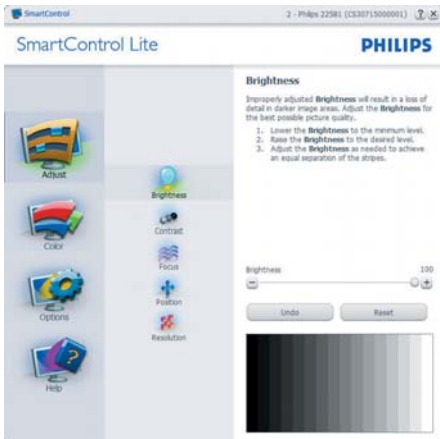 SmartControl
2 - Philips 225B1 (CS30715000001)
SmartControl Lite
PHILIPS
Adjust
Color
Options
Help
Brightness
Contrast
Focus
Position
Resolution
Brightness
Improperly adjusted Brightness will result in a loss of
detail in darker image areas. Adjust the Brightness for
the best possible picture quality.
1. Lower the Brightness to the minimum level.
2. Raise the Brightness to the desired level.
3. Adjust the Brightness as needed to achieve
an equal separation of the stripes.
Brightness 100
Undo Reset